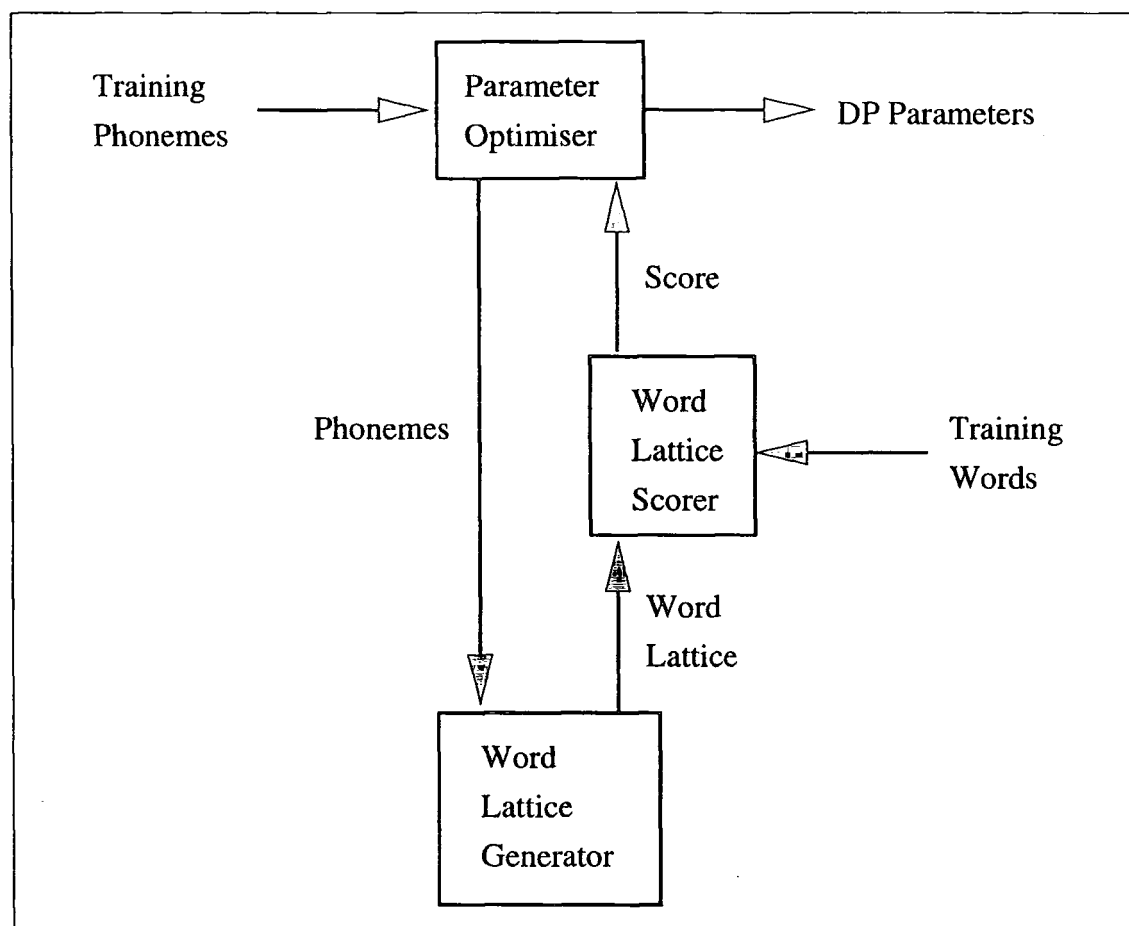 Training
Phonemes
Parameter
Optimiser
DP Parameters
Score
Phonemes
Word
Lattice
Scorer
Training
Words
Word
Lattice
Word
Lattice
Generator